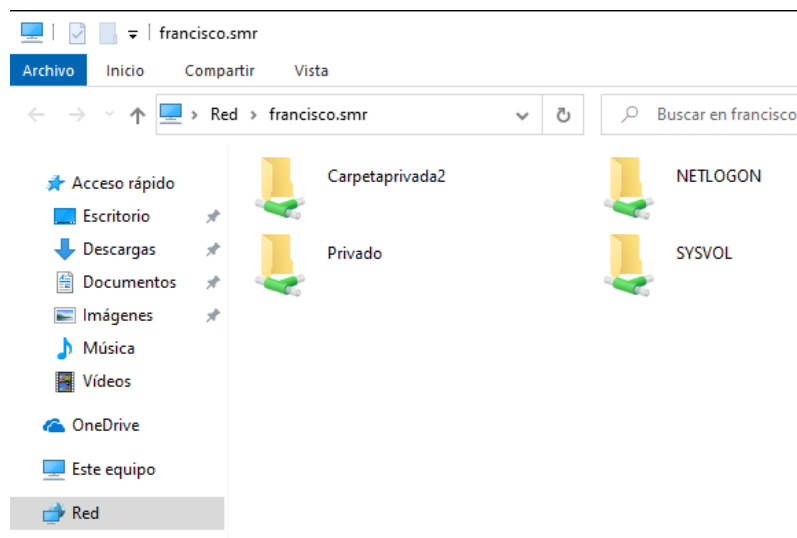 francisco.smr
Archivo Inicio Compartir Vista
Red francisco.smr Buscar en francisco
Acceso rápido
Escritorio
Descargas
Documentos
Imágenes
Música
Vídeos
OneDrive
Este equipo
Red
Carpetaprivada2 NETLOGON
Privado SYSVOL